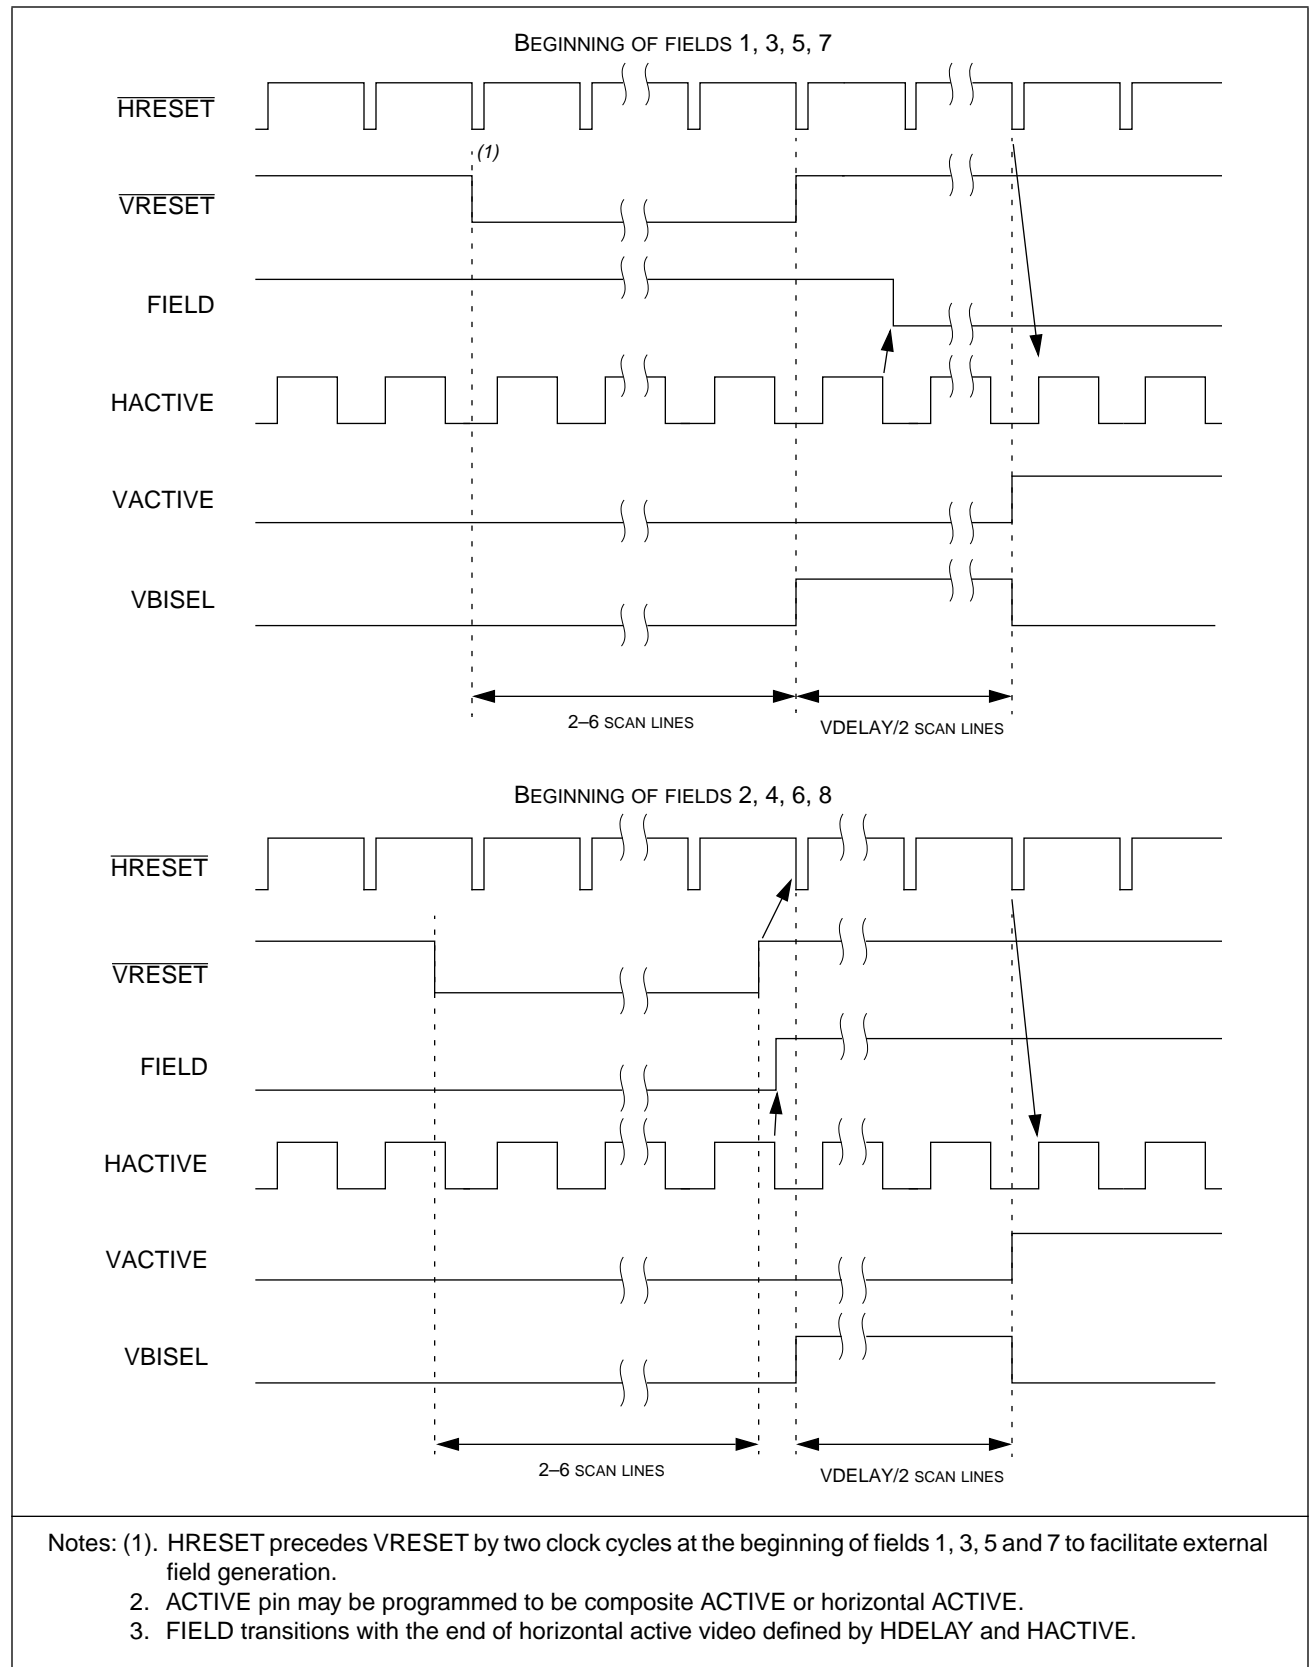 BEGINNING OF FIELDS 1, 3, 5, 7
HRESET
(1)
VRESET
FIELD
HACTIVE
VACTIVE
VBISEL
2–6 SCAN LINES
VDELAY/2 SCAN LINES
BEGINNING OF FIELDS 2, 4, 6, 8
HRESET
VRESET
FIELD
HACTIVE
VACTIVE
VBISEL
2–6 SCAN LINES
VDELAY/2 SCAN LINES
Notes: (1). HRESET precedes VRESET by two clock cycles at the beginning of fields 1, 3, 5 and 7 to facilitate external
field generation.
2. ACTIVE pin may be programmed to be composite ACTIVE or horizontal ACTIVE.
3. FIELD transitions with the end of horizontal active video defined by HDELAY and HACTIVE.